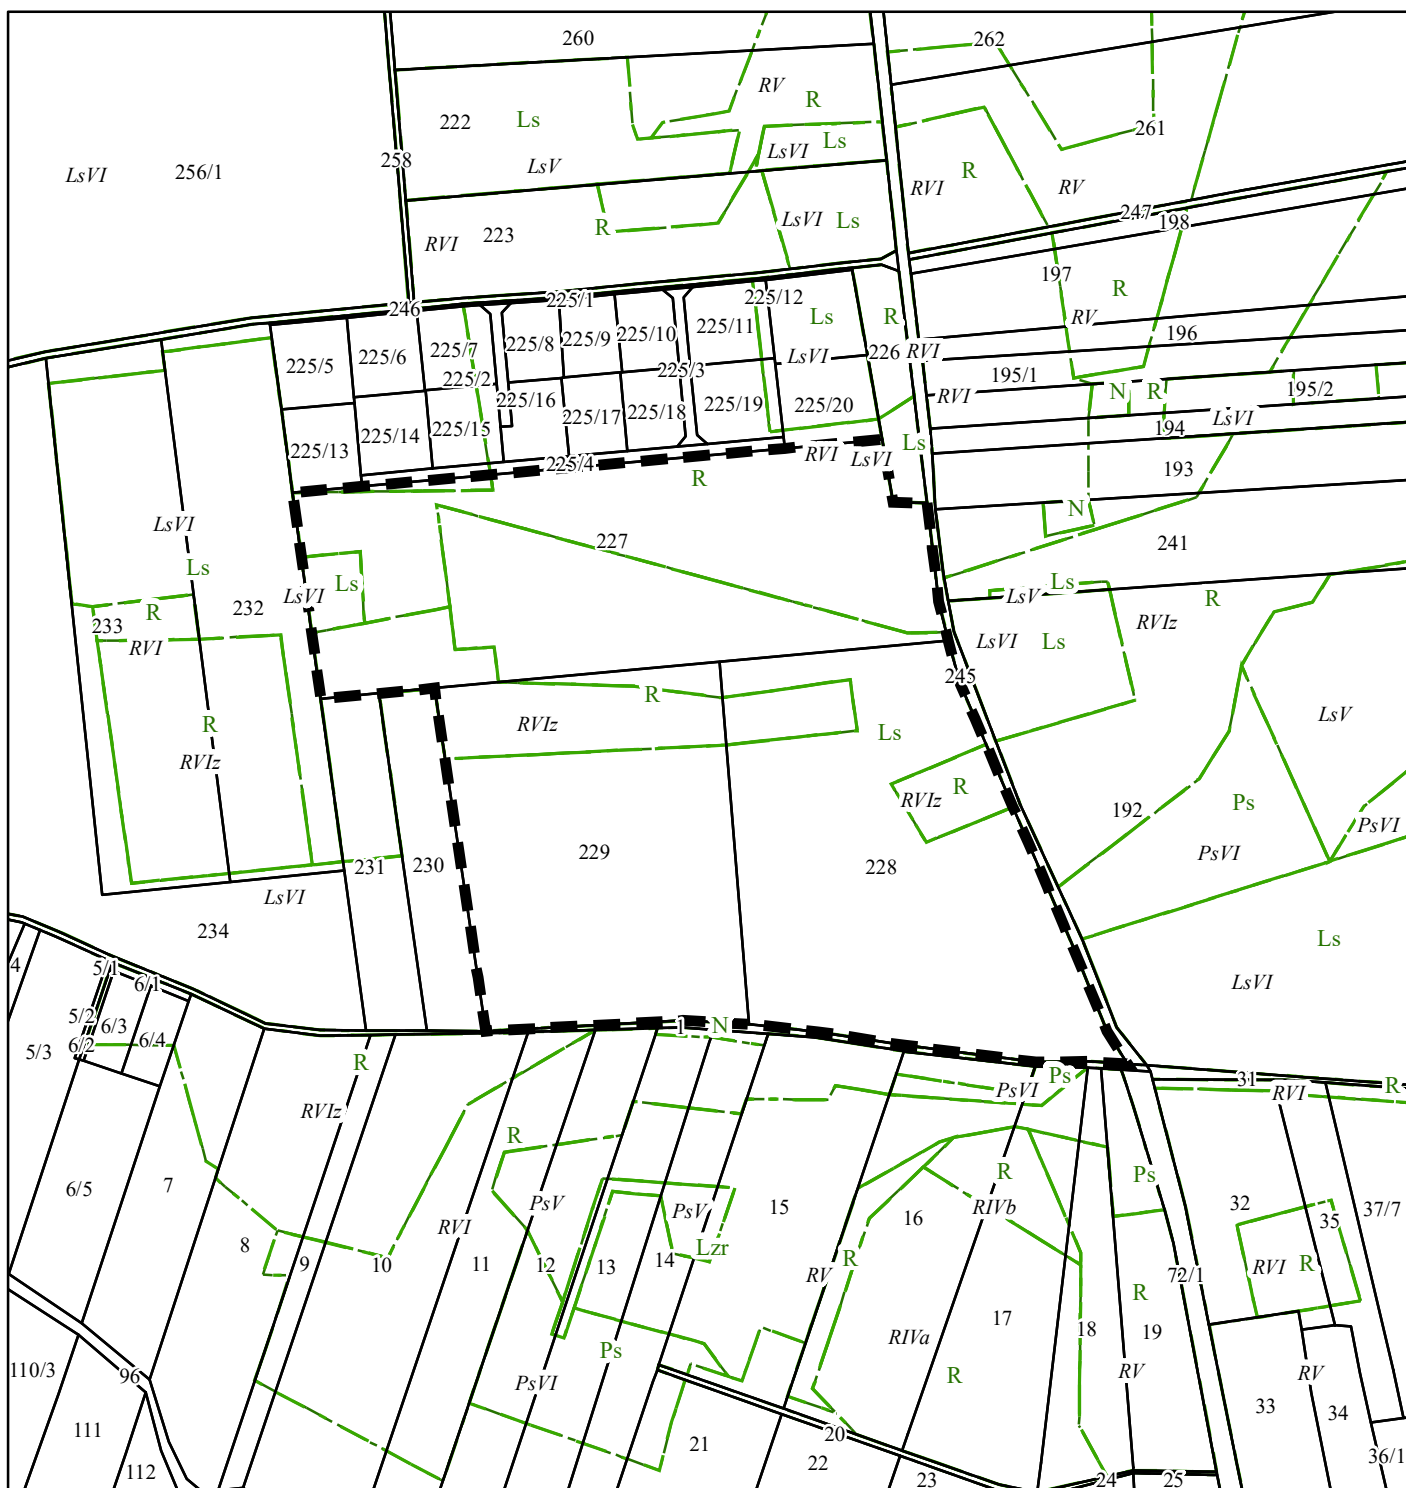 260
262
RV
R
222
Ls
261
LsVI
Ls
258
LsV
LsVI
256/1
R
RVI
RV
247
198
LsVI
Ls
R
223
RVI
197
R
225/12
225/1
246
Ls
R
RV
225/11
225/10
225/9
225/8
196
225/7
225/6
225/5
LsVI
226
RVI
225/3
225/2
195/1
195/2
N
R
RVI
225/16
225/17
225/18
225/19
225/20
LsVI
194
225/15
225/14
225/13
Ls
RVI
LsVI
225/4
R
193
N
LsVI
227
241
Ls
Ls
LsVI
Ls
LsV
R
232
R
233
RVI
RVIz
LsVI
Ls
245
R
LsV
RVIz
R
Ls
RVIz
R
RVIz
Ps
192
PsVI
PsVI
229
231
230
228
LsVI
234
Ls
LsVI
4
5/1
6/1
5/2
6/3
1
N
6/4
6/2
5/3
R
Ps
31
R
PsVI
RVI
RVIz
R
R
Ps
6/5
7
PsV
PsV
15
RIVb
32
37/7
16
35
RVI
8
Lzr
14
R
9
10
11
12
13
RV
72/1
RVI
R
R
17
18
19
RIVa
Ps
110/3
96
PsVI
R
RV
RV
33
34
111
21
20
36/1
112
22
23
24
25